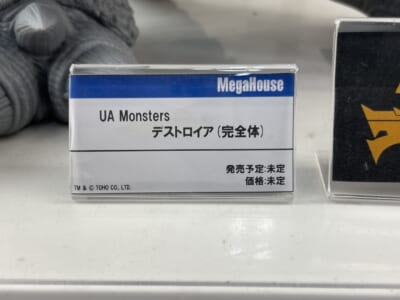 MegaHouse
UA Monsters
デストロイア(完全体)
発売予定:未定
価格:未定
TM & © TOHO CO., LTD.